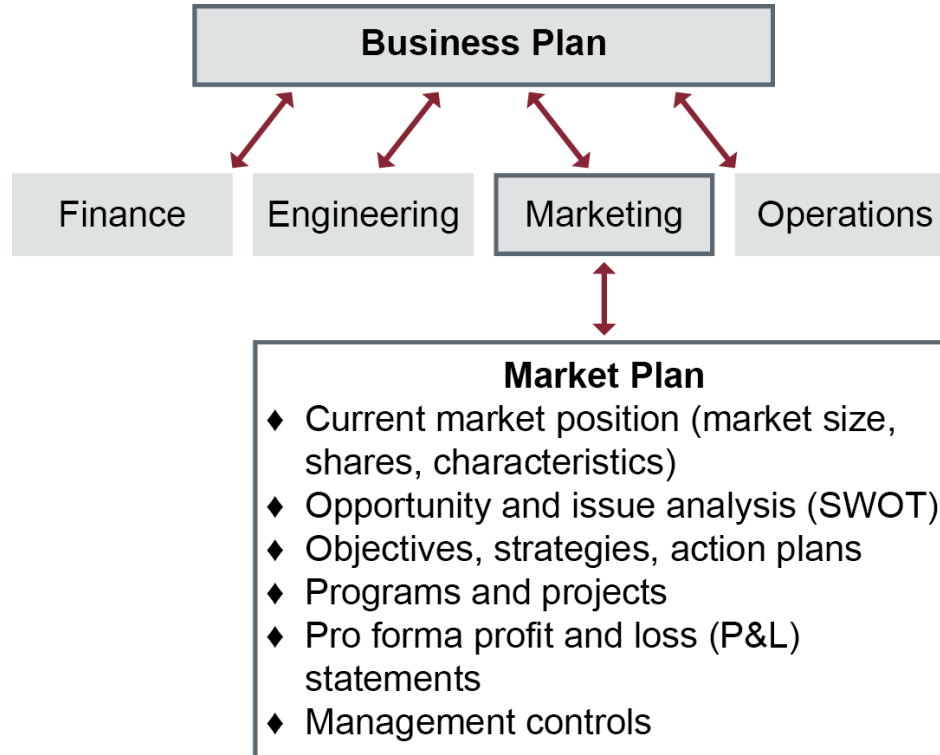 Business Plan
Finance
Engineering
Marketing
Operations
Market Plan
♦ Current market position (market size,
shares, characteristics)
♦ Opportunity and issue analysis (SWOT)
♦ Objectives, strategies, action plans
♦ Programs and projects
♦ Pro forma profit and loss (P&L)
statements
♦ Management controls